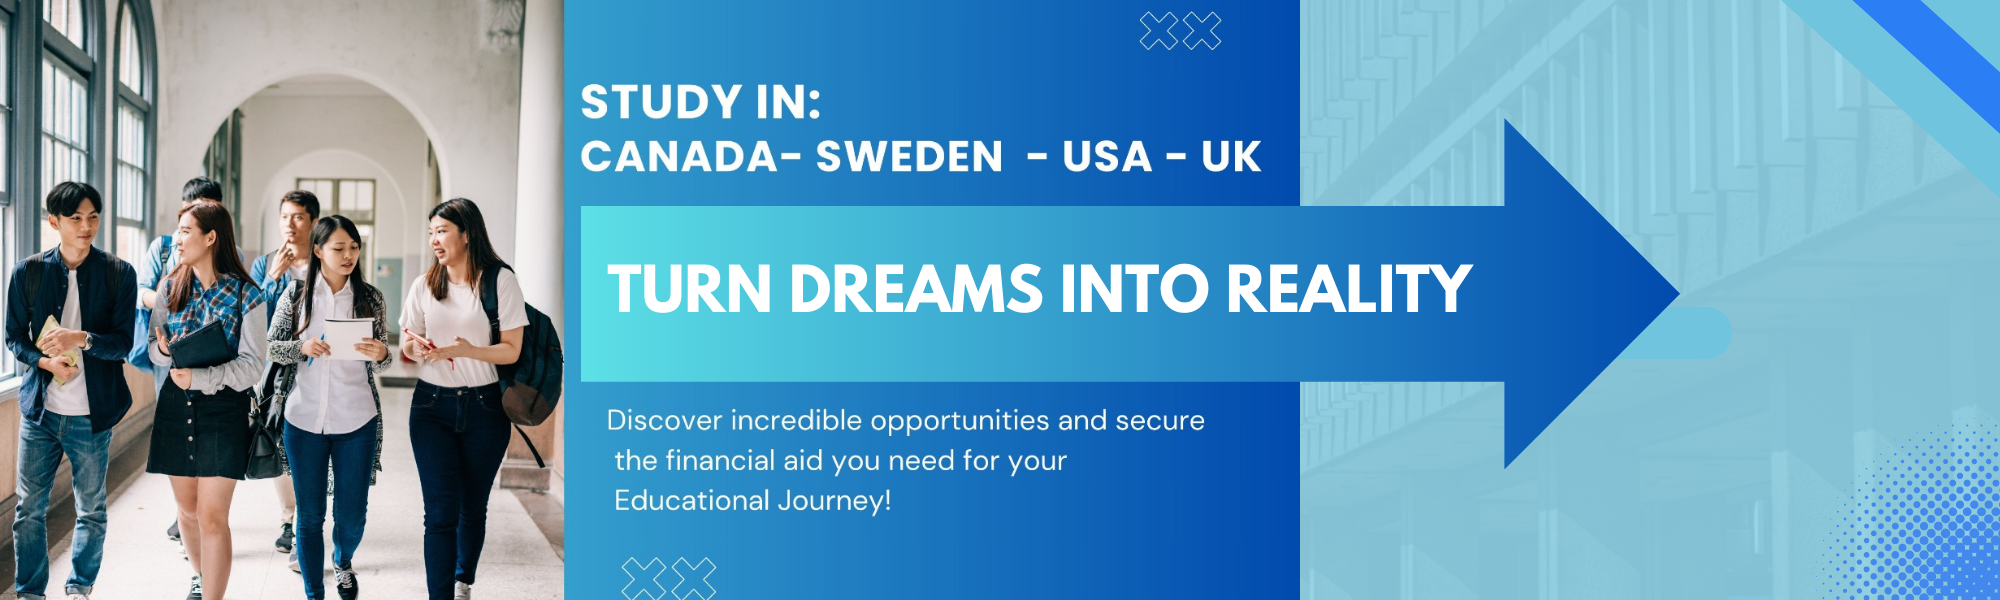 STUDY IN:
CANADA- SWEDEN - USA - UK
TURN DREAMS INTO REALITY
Discover incredible opportunities and secure
the financial aid you need for your
Educational Journey!